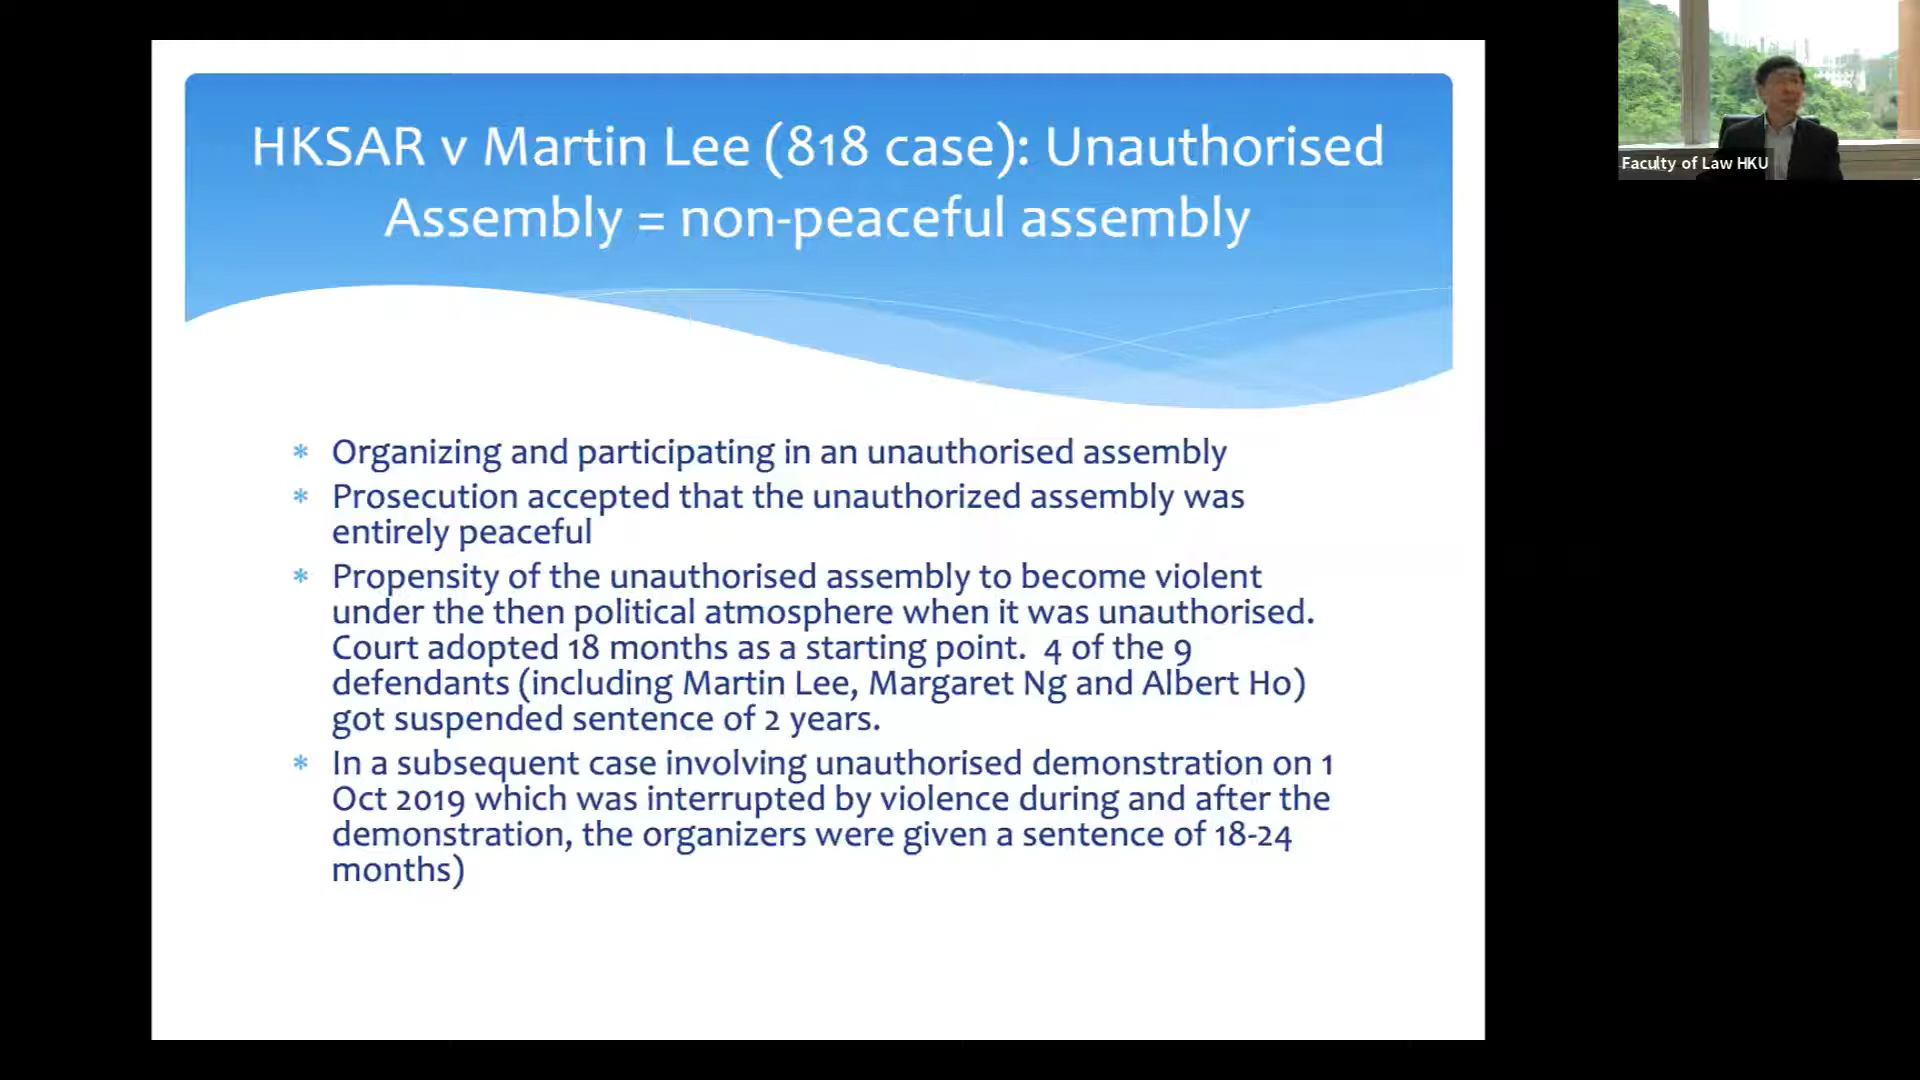 HKSAR v Martin Lee (818 case): Unauthorised
Assembly = non-peaceful assembly
Faculty of Law HKU
* Organizing and participating in an unauthorised assembly
* Prosecution accepted that the unauthorized assembly was
entirely peaceful
* Propensity of the unauthorised assembly to become violent
under the then political atmosphere when it was unauthorised.
Court adopted 18 months as a starting point. 4 of the 9
defendants (including Martin Lee, Margaret Ng and Albert Ho)
got suspended sentence of 2 years.
* In a subsequent case involving unauthorised demonstration on 1
Oct 2019 which was interrupted by violence during and after the
demonstration, the organizers were given a sentence of 18-24
months)